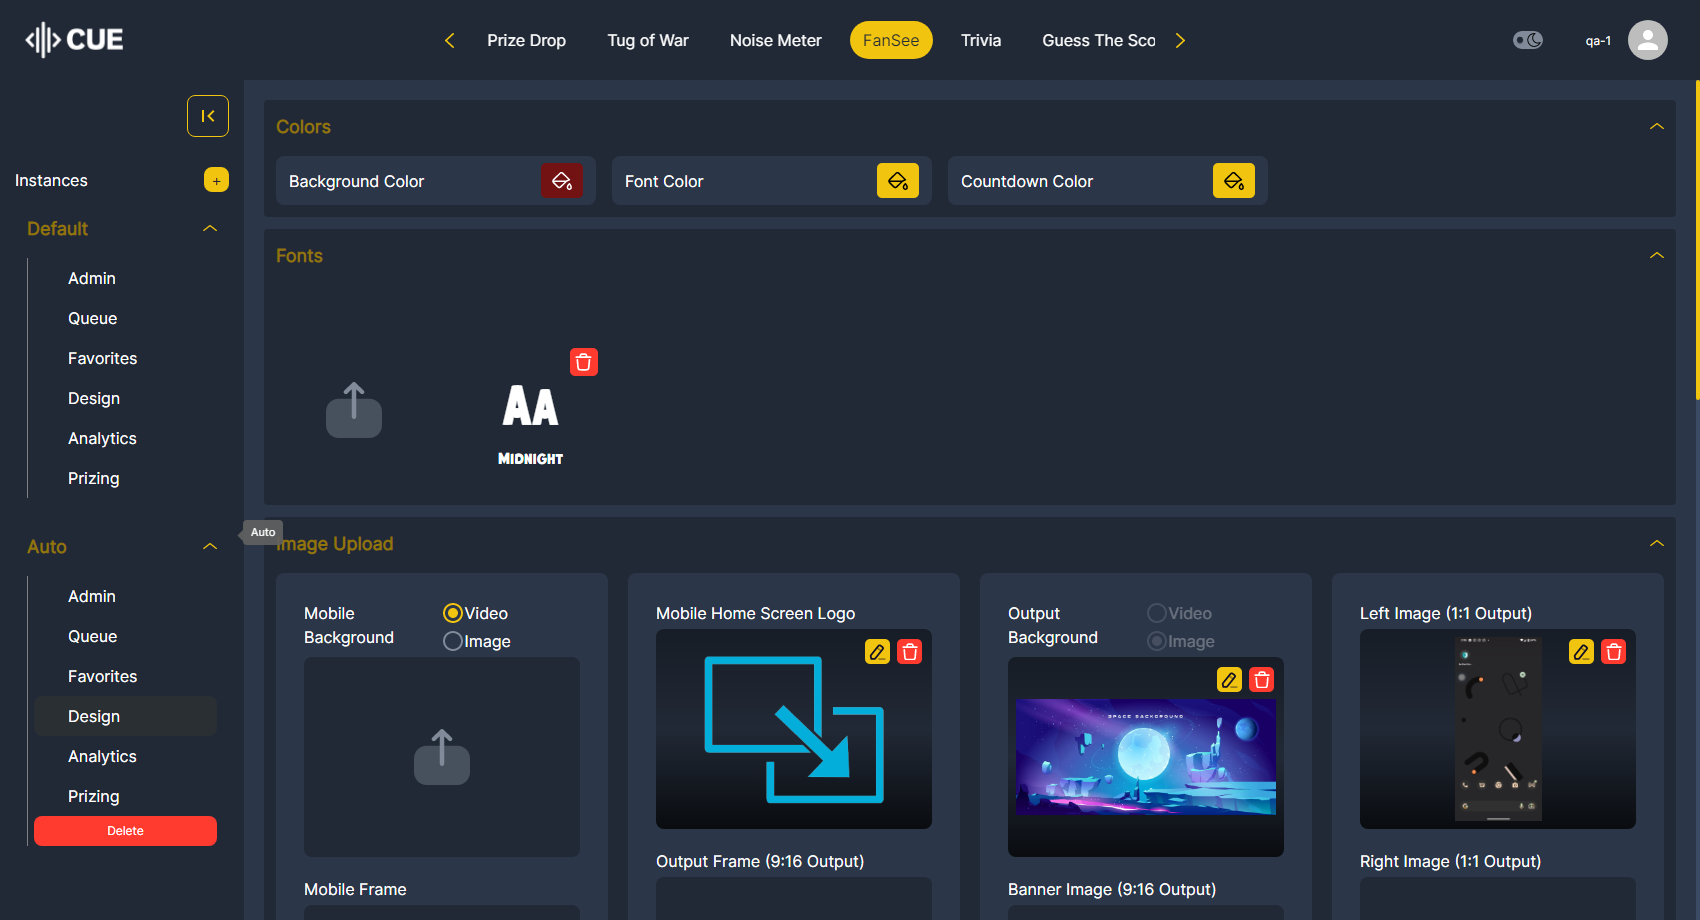 CUE
Prize Drop
Tug of War
Noise Meter
FanSee
Trivia
Guess The Sco
qa-1
Instances
+
Default
Admin
Queue
Favorites
Design
Analytics
Prizing
Auto
Admin
Queue
Favorites
Design
Analytics
Prizing
Delete
Auto
Colors
Background Color
Font Color
Countdown Color
Fonts
AA
MIDNIGHT
Image Upload
Mobile
Background
Video
Image
Mobile Home Screen Logo
Output
Background
Video
Image
SPACE BACKGROUND
Left Image (1:1 Output)
Mobile Frame
Output Frame (9:16 Output)
Banner Image (9:16 Output)
Right Image (1:1 Output)